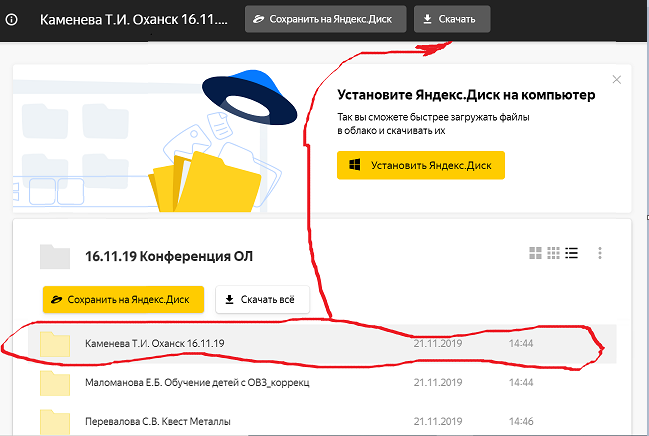 Каменева Т.И. Оханск 16.11....
Сохранить на Яндекс.Диск
Скачать
Установите Яндекс.Диск на компьютер
Так вы сможете быстрее загружать файлы
в облако и скачивать их
Установить Яндекс.Диск
16.11.19 Конференция ОЛ
Сохранить на Яндекс.Диск
Скачать всё
Каменева Т.И. Оханск 16.11.19 21.11.2019 14:44
Маломанова Е.Б. Обучение детей с ОВЗ_коррекц 21.11.2019 14:44
Перевалова С.В. Квест Металлы 21.11.2019 14:46